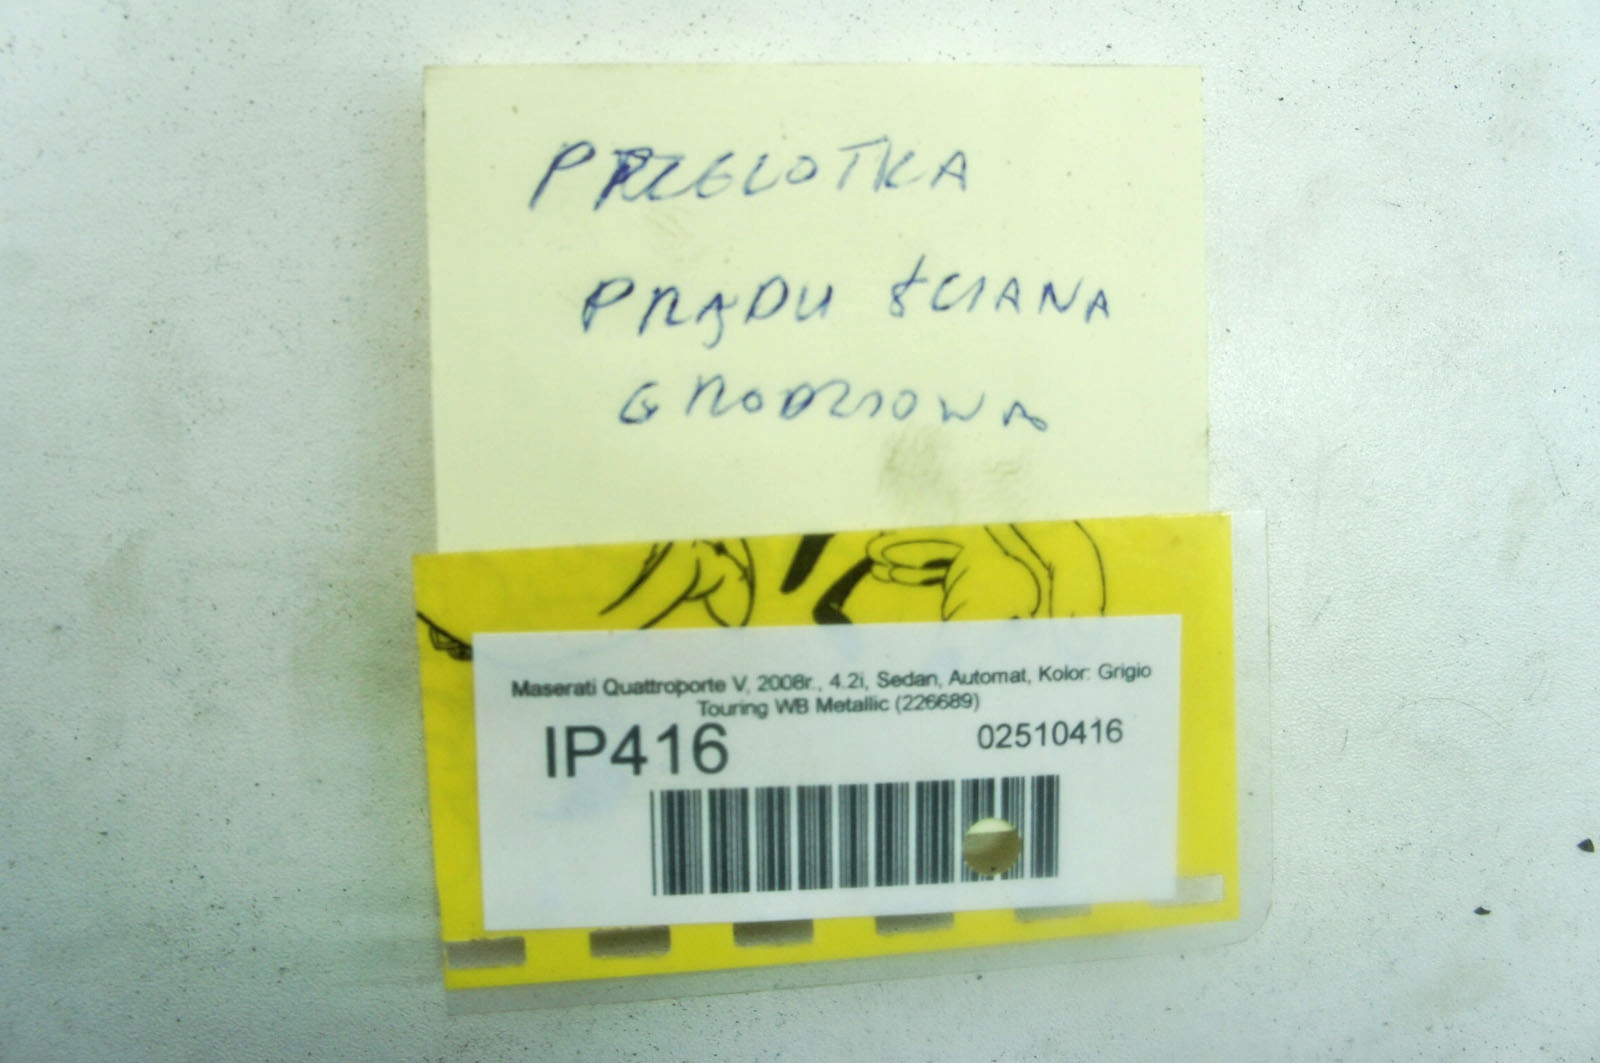 PRZELOTKA
PRĄDU ŚCIANA
GRODZIOWA
Maserati Quattroporte V, 2008r., 4.2i, Sedan, Automat, Kolor: Grigio
Touring WB Metallic (226689)
IP416 02510416